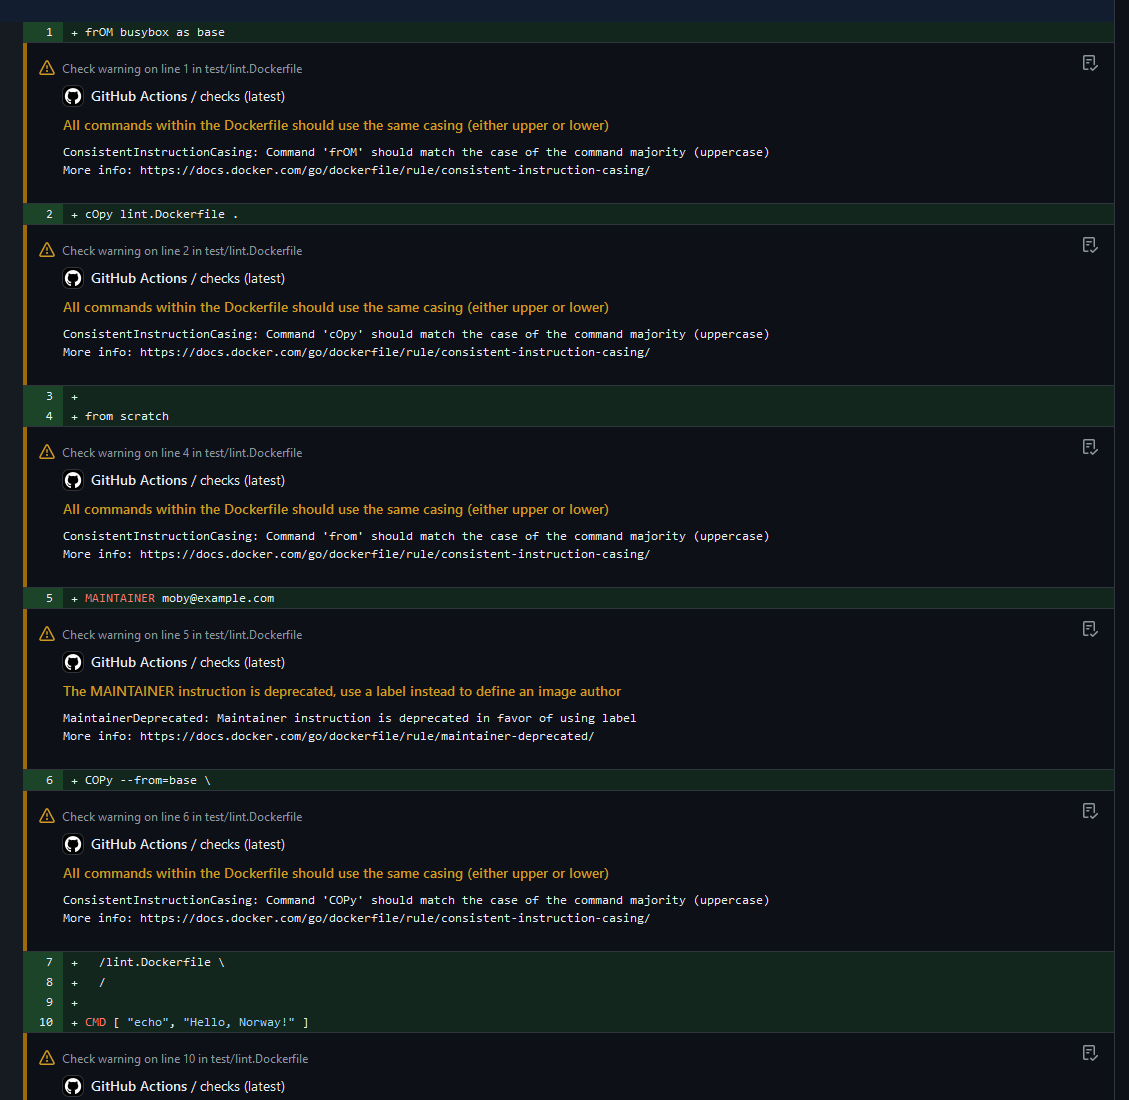 1 + frOM busybox as base
Check warning on line 1 in test/lint.Dockerfile
GitHub Actions / checks (latest)
All commands within the Dockerfile should use the same casing (either upper or lower)
ConsistentInstructionCasing: Command 'frOM' should match the case of the command majority (uppercase)
More info: https://docs.docker.com/go/dockerfile/rule/consistent-instruction-casing/
2 + cOpy lint.Dockerfile .
Check warning on line 2 in test/lint.Dockerfile
GitHub Actions / checks (latest)
All commands within the Dockerfile should use the same casing (either upper or lower)
ConsistentInstructionCasing: Command 'cOpy' should match the case of the command majority (uppercase)
More info: https://docs.docker.com/go/dockerfile/rule/consistent-instruction-casing/
3 +
4 + from scratch
Check warning on line 4 in test/lint.Dockerfile
GitHub Actions / checks (latest)
All commands within the Dockerfile should use the same casing (either upper or lower)
ConsistentInstructionCasing: Command 'from' should match the case of the command majority (uppercase)
More info: https://docs.docker.com/go/dockerfile/rule/consistent-instruction-casing/
5 + MAINTAINER moby@example.com
Check warning on line 5 in test/lint.Dockerfile
GitHub Actions / checks (latest)
The MAINTAINER instruction is deprecated, use a label instead to define an image author
MaintainerDeprecated: Maintainer instruction is deprecated in favor of using label
More info: https://docs.docker.com/go/dockerfile/rule/maintainer-deprecated/
6 + COPy --from=base \
Check warning on line 6 in test/lint.Dockerfile
GitHub Actions / checks (latest)
All commands within the Dockerfile should use the same casing (either upper or lower)
ConsistentInstructionCasing: Command 'COPy' should match the case of the command majority (uppercase)
More info: https://docs.docker.com/go/dockerfile/rule/consistent-instruction-casing/
7 + /lint.Dockerfile \
8 + /
9 +
10 + CMD [ "echo", "Hello, Norway!" ]
Check warning on line 10 in test/lint.Dockerfile
GitHub Actions / checks (latest)